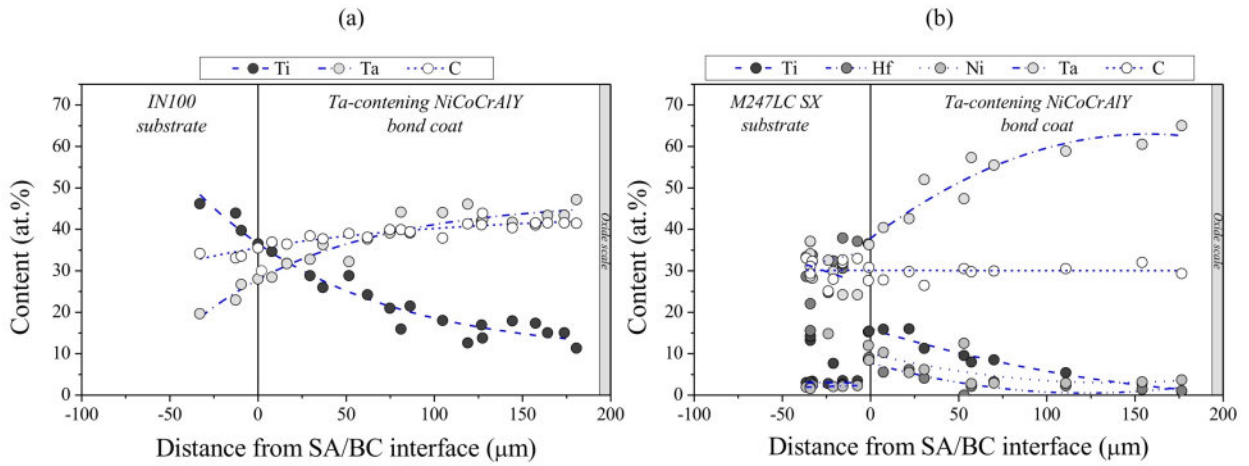 (a)
Ti Ta C
IN100
substrate
Ta-contening NiCoCrAlY
bond coat
Oxide scale
Content (at.%)
70
60
50
40
30
20
10
0
-100 -50 0 50 100 150 200
Distance from SA/BC interface (μm)
(b)
Ti Hf Ni Ta C
M247LC SX
substrate
Ta-contening NiCoCrAlY
bond coat
Oxide scale
Content (at.%)
70
60
50
40
30
20
10
0
-100 -50 0 50 100 150 200
Distance from SA/BC interface (μm)